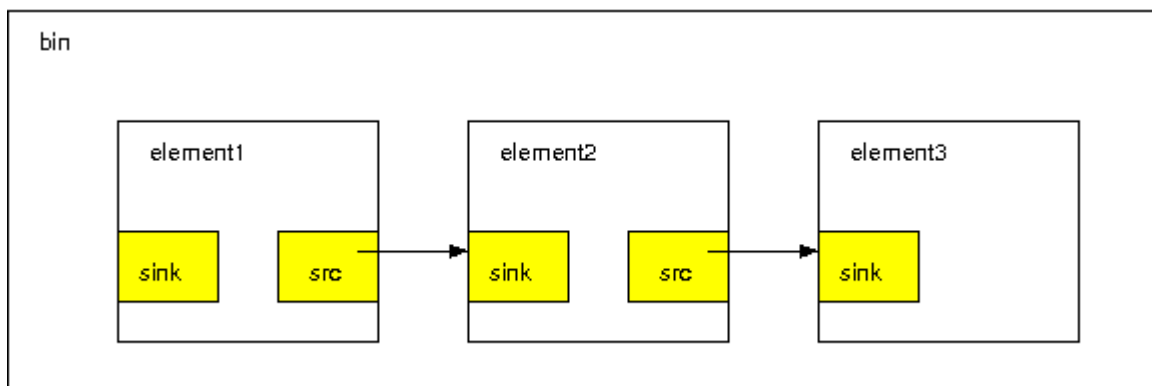 bin
element1
element2
element3
sink
src
sink
src
sink